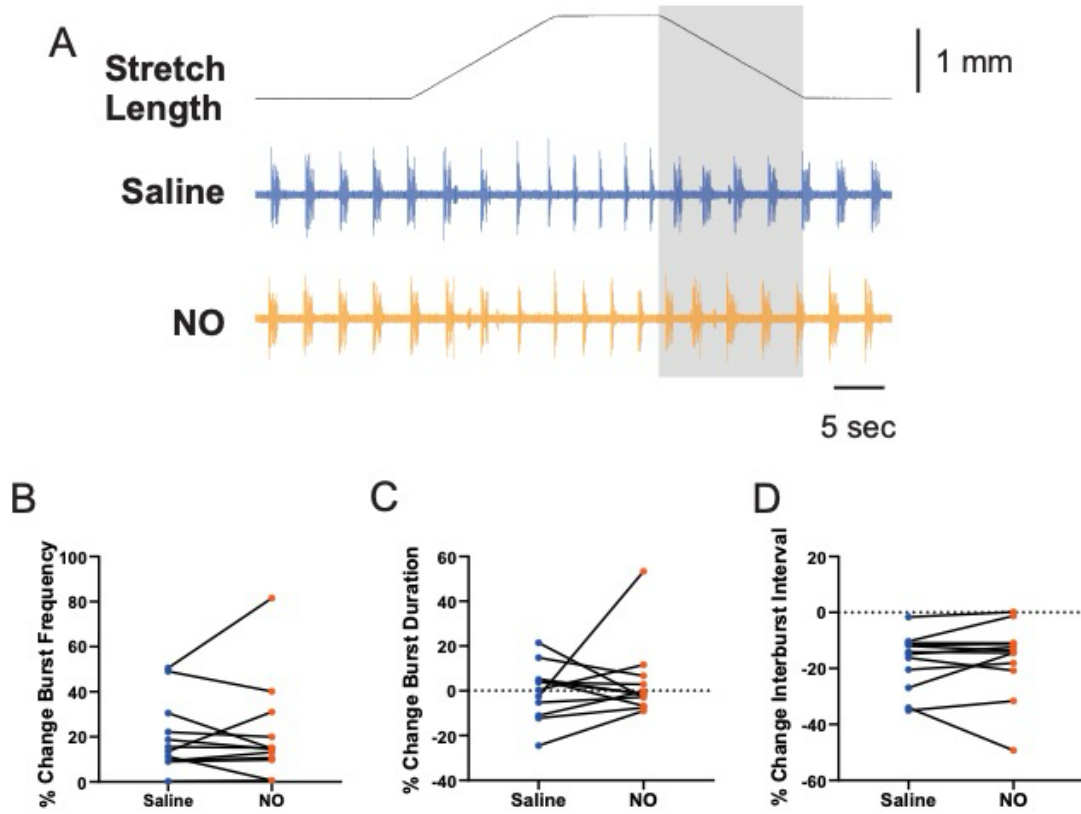 A
Stretch
Length
1 mm
Saline
NO
5 sec
B
% Change Burst Frequency
100
80
60
40
20
0
Saline
NO
C
% Change Burst Duration
60
40
20
0
-20
-40
Saline
NO
D
% Change Interburst Interval
20
0
-20
-40
-60
Saline
NO